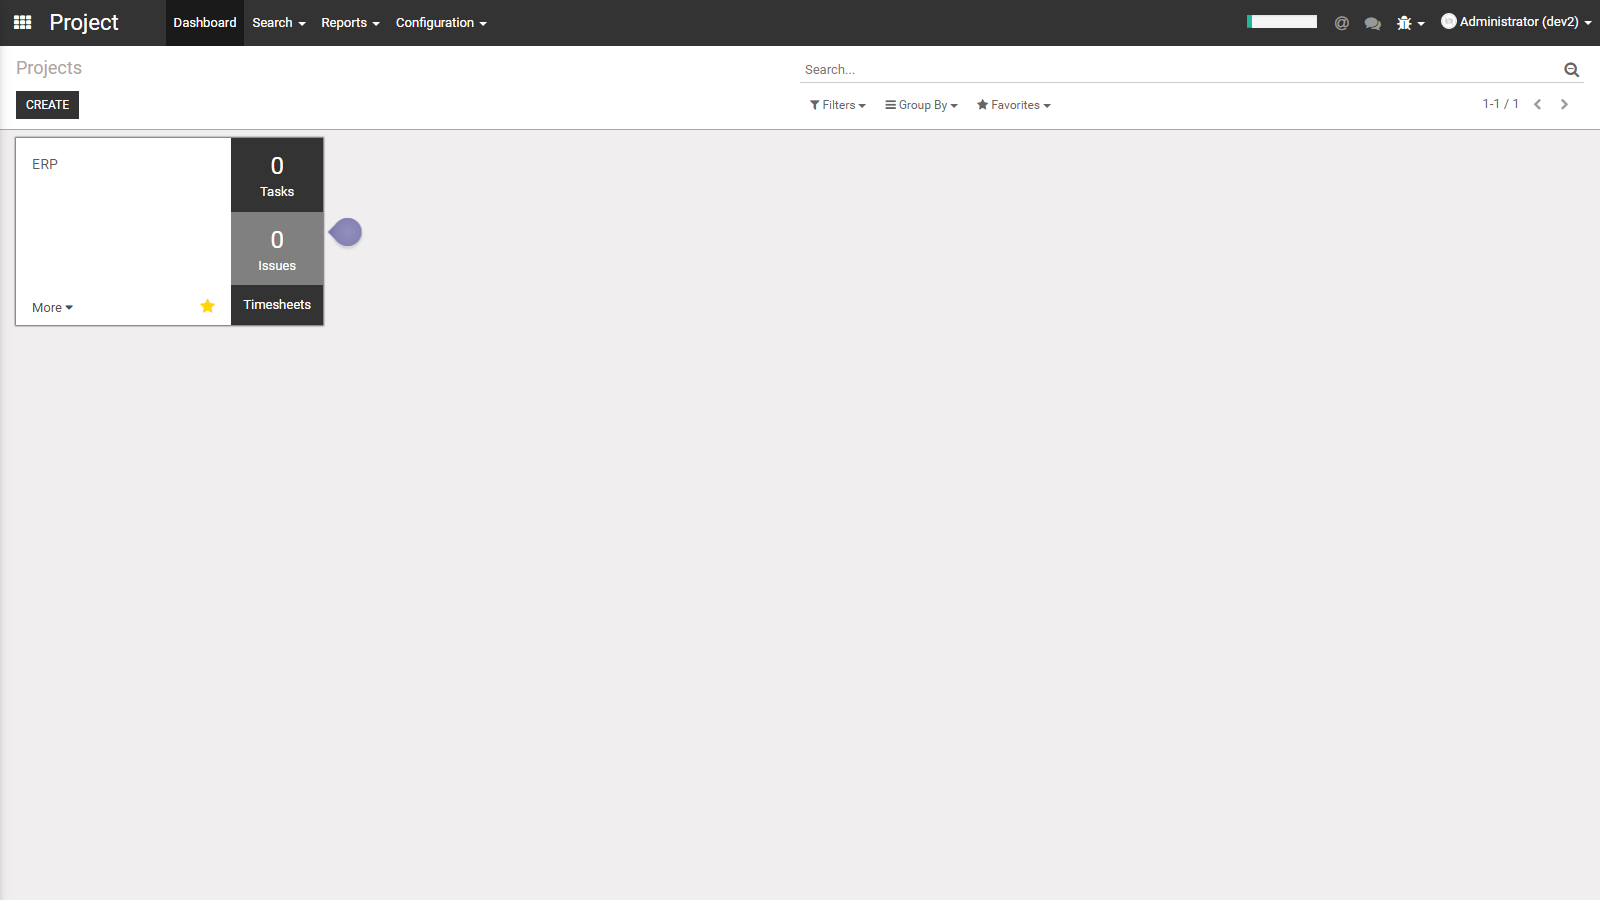 Project Dashboard Search Reports Configuration @ Administrator (dev2)
Projects
Search...
CREATE
Filters Group By Favorites 1-1 / 1
ERP
0
Tasks
0
Issues
More
Timesheets